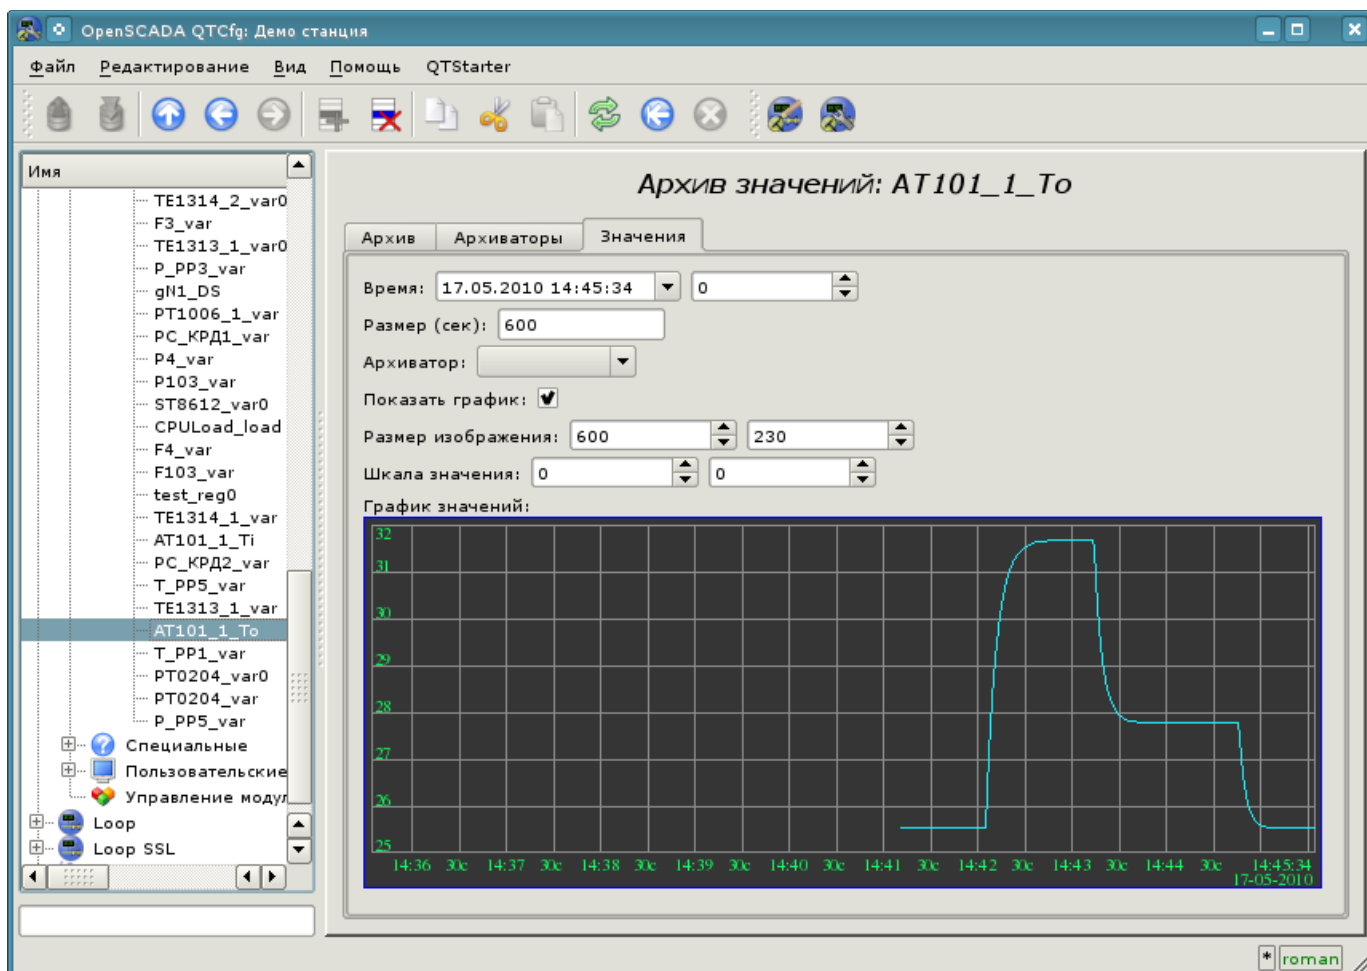 OpenSCADA QTCfg: Демо станция
Файл Редактирование Вид Помощь QTStarter
Имя
TE1314_2_var0
F3_var
TE1313_1_var0
P_PP3_var
gN1_DS
PT1006_1_var
PC_КРД1_var
P4_var
P103_var
ST8612_var0
CPULoad_load
F4_var
F103_var
test_reg0
TE1314_1_var
AT101_1_Ti
PC_КРД2_var
T_PP5_var
TE1313_1_var
AT101_1_To
T_PP1_var
PT0204_var0
PT0204_var
P_PP5_var
Специальные
Пользовательские
Управление модул
Loop
Loop SSL
Архив значений: AT101_1_To
Архив Архиваторы Значения
Время: 17.05.2010 14:45:34 0
Размер (сек): 600
Архиватор:
Показать график:
Размер изображения: 600 230
Шкала значения: 0 0
График значений:
32
31
30
29
28
27
26
25
14:36 30с 14:37 30с 14:38 30с 14:39 30с 14:40 30с 14:41 30с 14:42 30с 14:43 30с 14:44 30с 14:45:34
17-05-2010
* roman